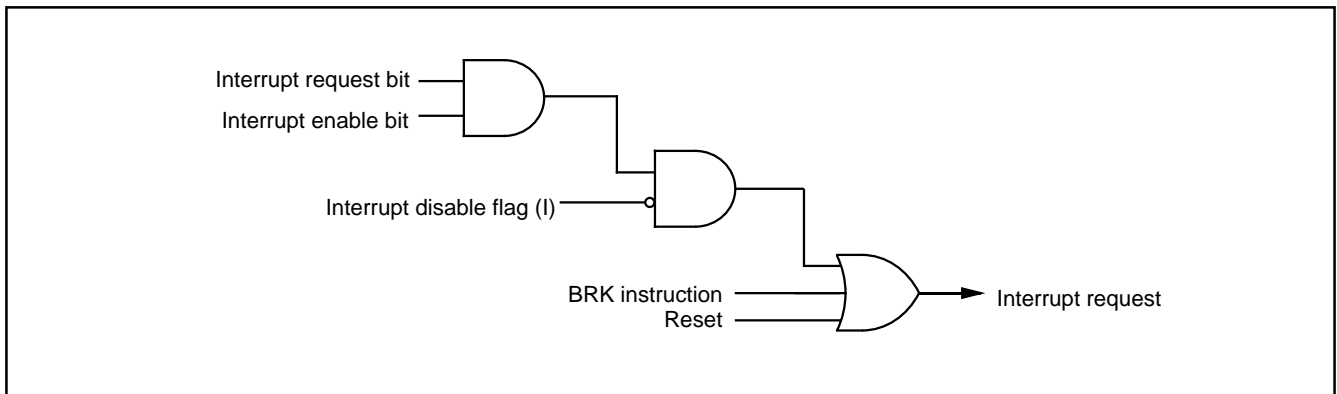 Interrupt request bit
Interrupt enable bit
Interrupt disable flag (I)
BRK instruction
Reset
Interrupt request